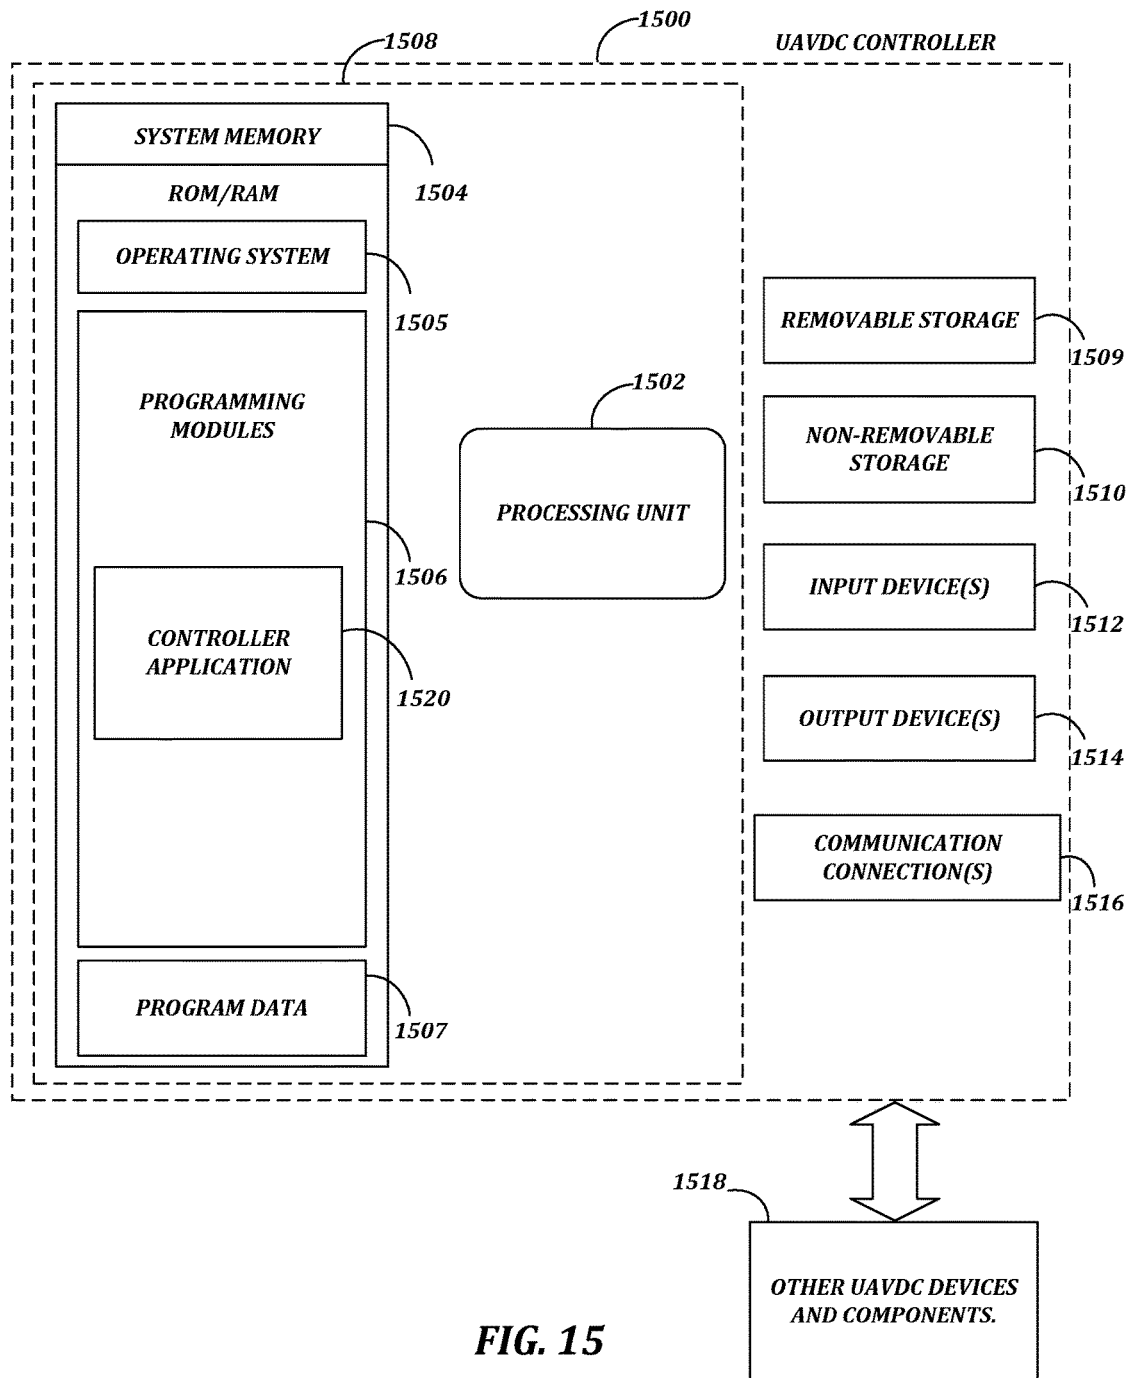 1500
UAVDC CONTROLLER
1508
SYSTEM MEMORY
1504
ROM/RAM
OPERATING SYSTEM
1505
PROGRAMMING
MODULES
1506
CONTROLLER
APPLICATION
1520
PROGRAM DATA
1507
1502
PROCESSING UNIT
REMOVABLE STORAGE
1509
NON-REMOVABLE
STORAGE
1510
INPUT DEVICE(S)
1512
OUTPUT DEVICE(S)
1514
COMMUNICATION
CONNECTION(S)
1516
1518
OTHER UAVDC DEVICES
AND COMPONENTS.
FIG. 15